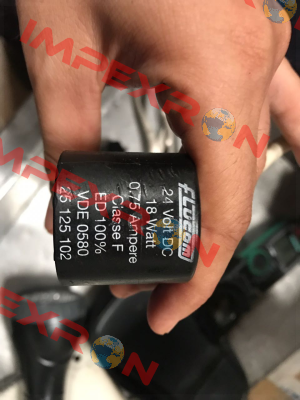 flucom
24 Volt DC
18 Watt
0.75 Ampere
Classe F
ED 100%
VDE 0580
25 125 102
IMPEXRON
IMPEXRON
IMPEXRON